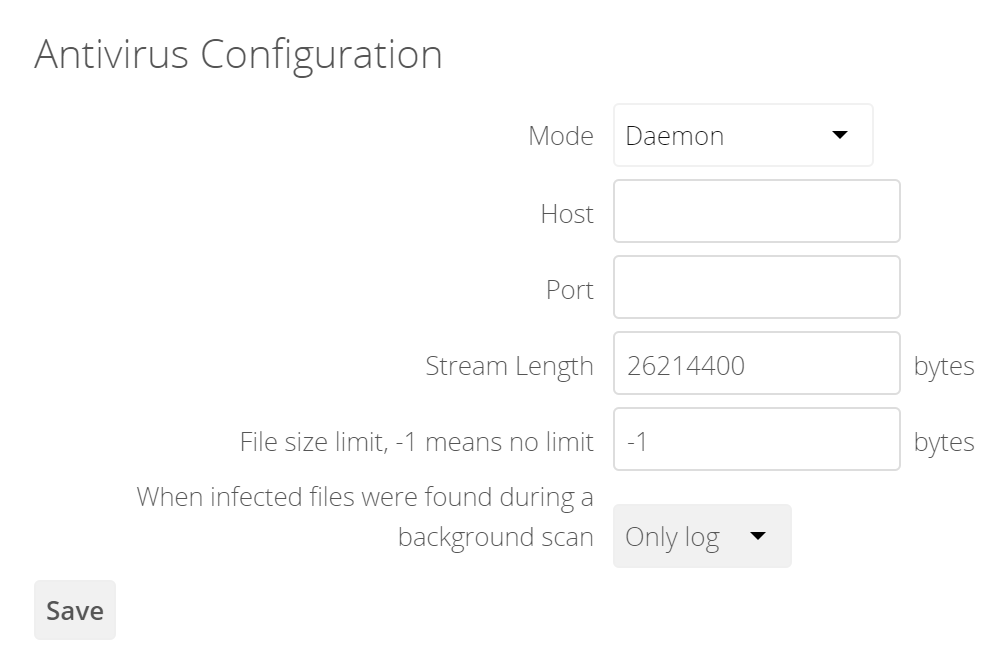 Antivirus Configuration
Mode Daemon
Host
Port
Stream Length 26214400 bytes
File size limit, -1 means no limit -1 bytes
When infected files were found during a
background scan Only log
Save